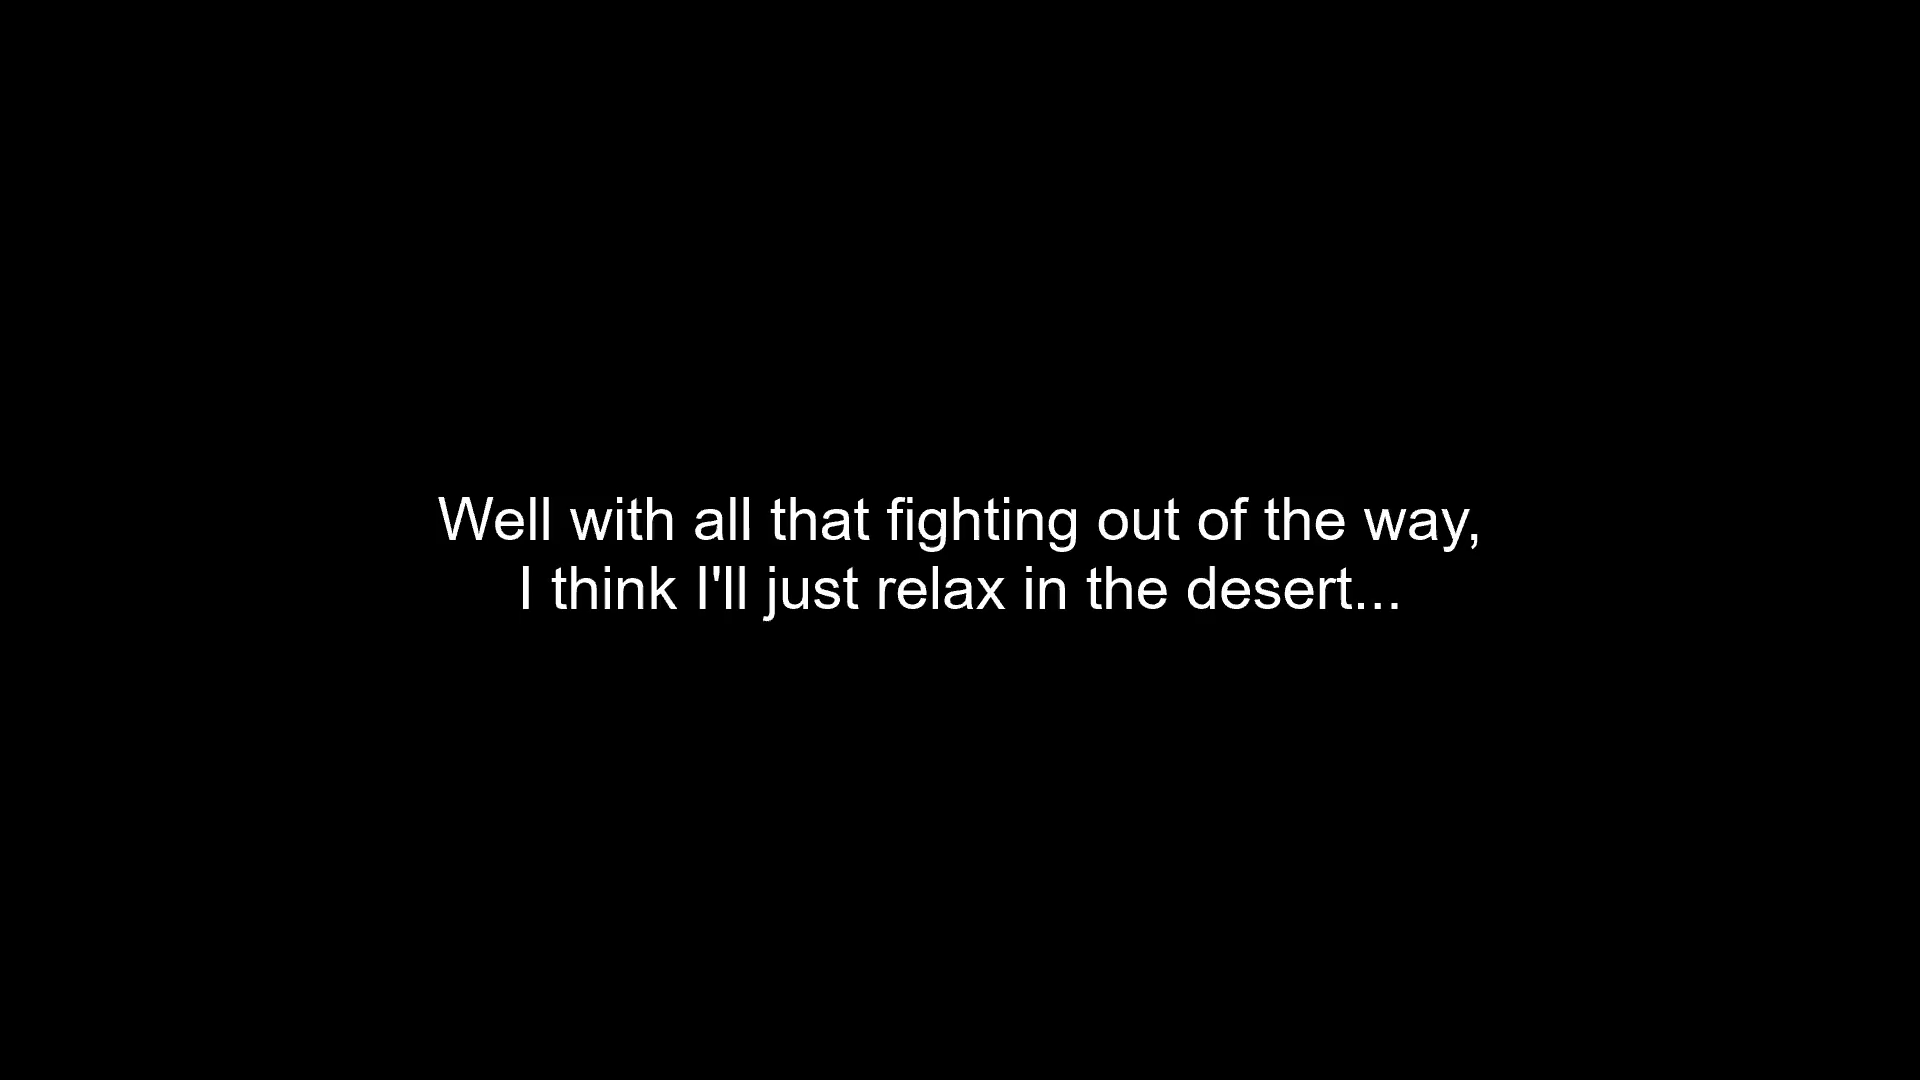 Well with all that fighting out of the way,
I think I'll just relax in the desert...